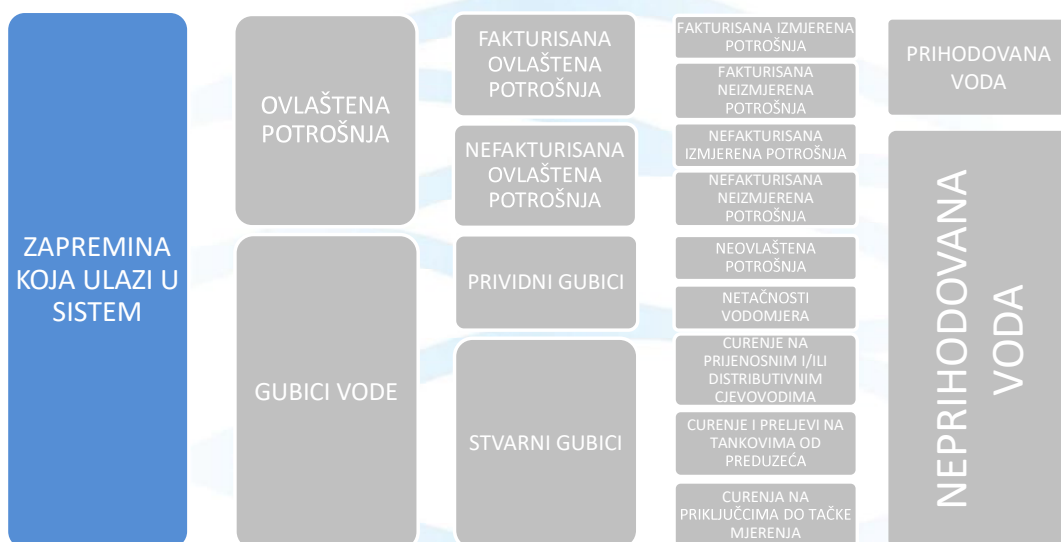 ZAPREMINA
KOJA ULAZI U
SISTEM
OVLAŠTENA
POTROŠNJA
GUBICI VODE
FAKTURISANA
OVLAŠTENA
POTROŠNJA
NEFAKTURISANA
OVLAŠTENA
POTROŠNJA
PRIVIDNI GUBICI
STVARNI GUBICI
FAKTURISANA IZMJERENA
POTROŠNJA
FAKTURISANA
NEIZMJERENA
POTROŠNJA
NEFAKTURISANA
IZMJERENA POTROŠNJA
NEFAKTURISANA
NEIZMJERENA
POTROŠNJA
NEOVLAŠTENA
POTROŠNJA
NETAČNOSTI
VODOMJERA
CURENJE NA
PRIJENOSNIM I/ILI
DISTRIBUTIVNIM
CJEVOVODIMA
CURENJE I PRELJEVI NA
TANKOVIMA OD
PREDUZEĆA
CURENJA NA
PRIKLJUČCIMA DO TAČKE
MJERENJA
PRIHODOVANA
VODA
NEPRIHODOVANA
VODA